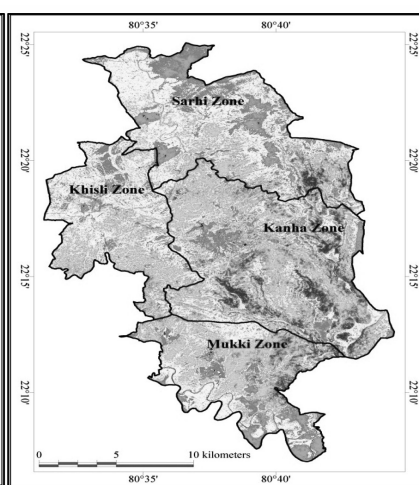 80°35'
80°40'
22°25'
22°25'
Sarhi Zone
22°20'
22°20'
Khisli Zone
Kanha Zone
22°15'
22°15'
Mukki Zone
22°10'
22°10'
0
5
10 kilometers
80°35'
80°40'